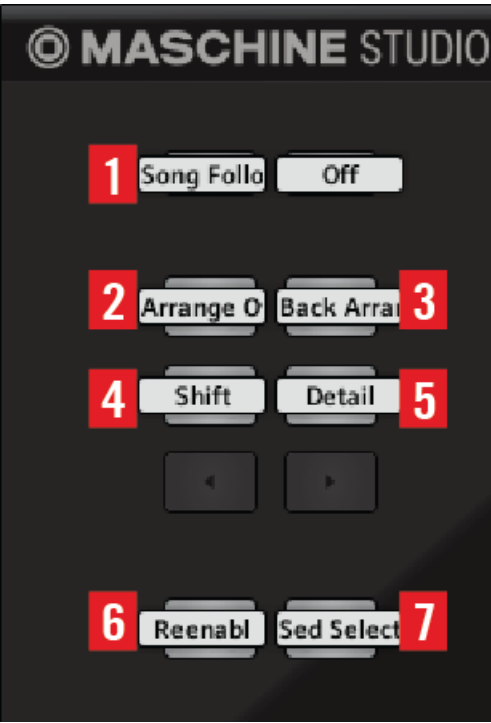 MASCHINE STUDIO
1 Song Follo Off
2 Arrange O Back Arra 3
4 Shift Detail 5
6 Reenabl Sed Select 7